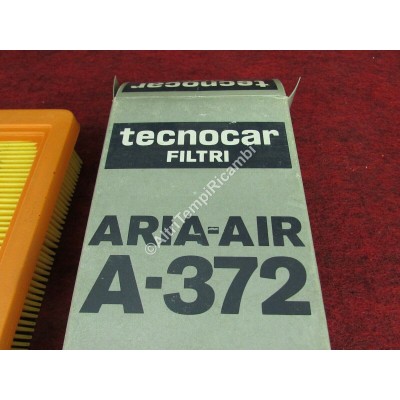 tecnocar
tecnocar
FILTRI
ARIA-AIR
A-372
©AltriTempiRicambi